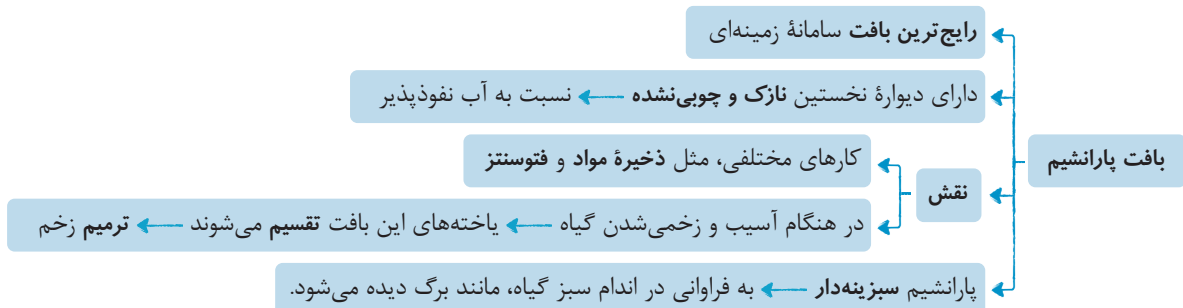 رایج‌ترین بافت سامانهٔ زمینه‌ای
دارای دیوارهٔ نخستین نازک و چوبی‌نشده ← نسبت به آب نفوذپذیر
بافت پارانشیم
کارهای مختلفی، مثل ذخیرهٔ مواد و فتوسنتز
نقش
در هنگام آسیب و زخمی‌شدن گیاه ← یاخته‌های این بافت تقسیم می‌شوند ← ترمیم زخم
پارانشیم سبزینه‌دار ← به فراوانی در اندام سبز گیاه، مانند برگ دیده می‌شود.